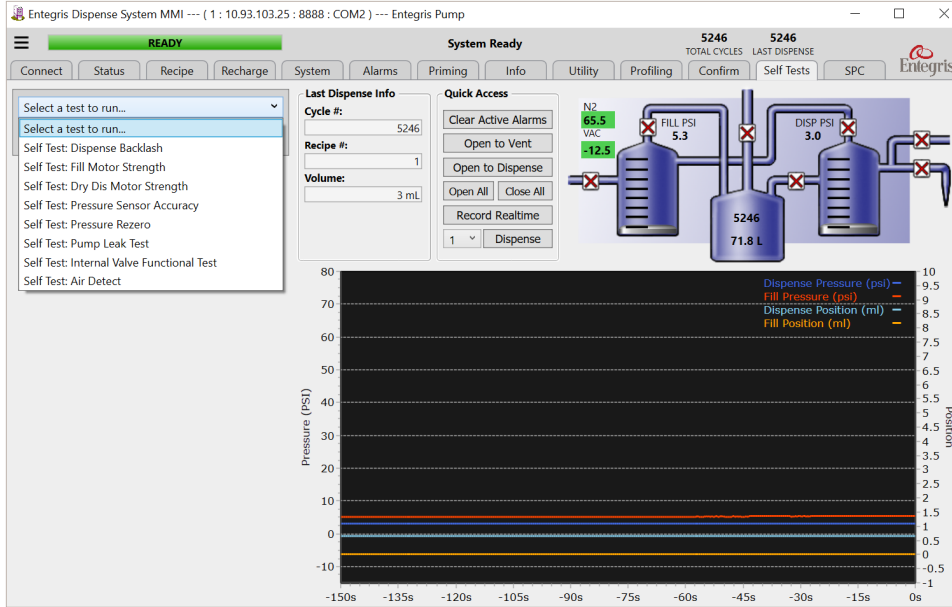 Entegris Dispense System MMI --- ( 1 : 10.93.103.25 : 8888 : COM2 ) --- Entegris Pump
READY
System Ready
5246
TOTAL CYCLES
5246
LAST DISPENSE
Entegris
Connect Status Recipe Recharge System Alarms Priming Info Utility Profiling Confirm Self Tests SPC
Select a test to run...
Select a test to run...
Self Test: Dispense Backlash
Self Test: Fill Motor Strength
Self Test: Dry Dis Motor Strength
Self Test: Pressure Sensor Accuracy
Self Test: Pressure Rezero
Self Test: Pump Leak Test
Self Test: Internal Valve Functional Test
Self Test: Air Detect
Last Dispense Info
Cycle #:
5246
Recipe #:
1
Volume:
3 mL
Quick Access
Clear Active Alarms
Open to Vent
Open to Dispense
Open All Close All
Record Realtime
1 Dispense
N2
65.5
VAC
-12.5
FILL PSI
5.3
DISP PSI
3.0
5246
71.8 L
Dispense Pressure (psi)
Fill Pressure (psi)
Dispense Position (ml)
Fill Position (ml)
Pressure (PSI)
80
70
60
50
40
30
20
10
0
-10
10
9.5
9
8.5
8
7.5
7
6.5
6
5.5
5
4.5
4
3.5
3
2.5
2
1.5
1
0.5
0
-0.5
-1
Position
-150s -135s -120s -105s -90s -75s -60s -45s -30s -15s 0s